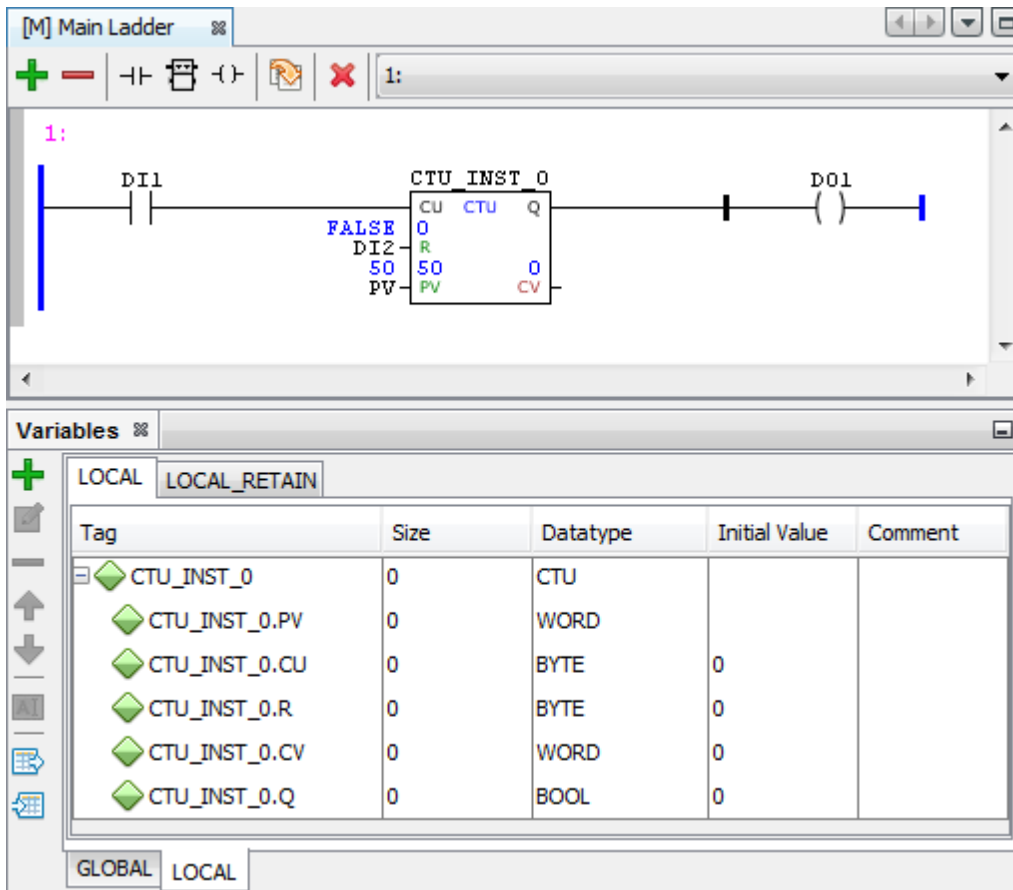 [M] Main Ladder
1:
1:
DI1 CTU_INST_0 DO1
CU CTU Q
FALSE 0
DI2 R
50 50 0
PV PV CV
Variables
LOCAL LOCAL_RETAIN
Tag Size Datatype Initial Value Comment
CTU_INST_0 0 CTU
CTU_INST_0.PV 0 WORD
CTU_INST_0.CU 0 BYTE 0
CTU_INST_0.R 0 BYTE 0
AI
CTU_INST_0.CV 0 WORD 0
CTU_INST_0.Q 0 BOOL 0
GLOBAL LOCAL